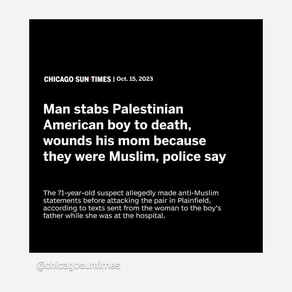 CHICAGO SUN-TIMES | Oct. 15, 2023
Man stabs Palestinian
American boy to death,
wounds his mom because
they were Muslim, police say
The 71-year-old suspect allegedly made anti-Muslim
statements before attacking the pair in Plainfield,
according to texts sent from the woman to the boy's
father while she was at the hospital.
@chicagosuntimes